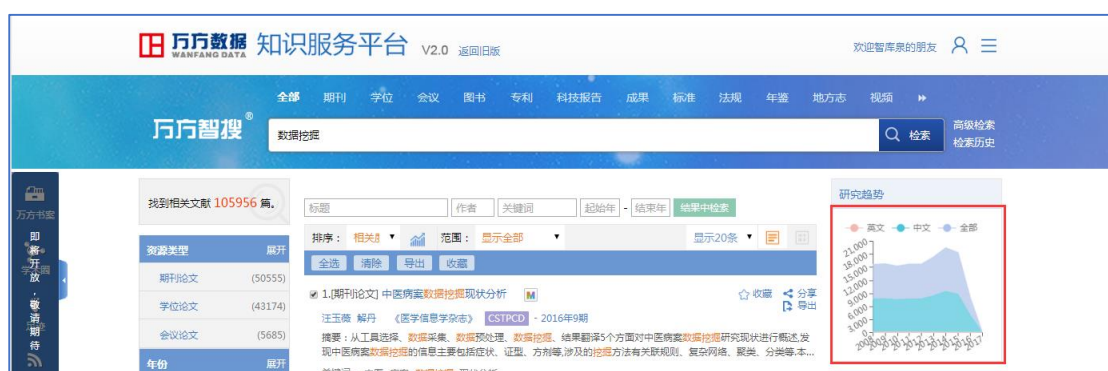 万方数据 WANFANG DATA 知识服务平台 V2.0 返回旧版
欢迎智库泉的朋友
全部 期刊 学位 会议 图书 专利 科技报告 成果 标准 法规 年鉴 地方志 视频
万方智搜®
数据挖掘
检索
高级检索
检索历史
万方书案
即将开放，敬请期待
找到相关文献 105956 篇。
标题 作者 关键词 起始年 - 结束年 结果中检索
排序： 范围： 显示全部 显示20条
全选 清除 导出 收藏
资源类型 展开
期刊论文 (50555)
学位论文 (43174)
会议论文 (5685)
年份 展开
1.[期刊论文] 中医病案数据挖掘现状分析 M
收藏 分享
导出
汪玉薇 解丹 《医学信息学杂志》 CSTPCD - 2016年9期
摘要：从工具选择、数据采集、数据预处理、数据挖掘、结果翻译5个方面对中医病案数据挖掘研究现状进行概述,发
现中医病案数据挖掘的信息主要包括症状、证型、方剂等,涉及的挖掘方法有关联规则、复杂网络、聚类、分类等.本...
研究趋势
英文 中文 全部
21,000
18,000
15,000
12,000
9,000
6,000
3,000
2008 2009 2010 2011 2012 2013 2014 2015 2016 2017